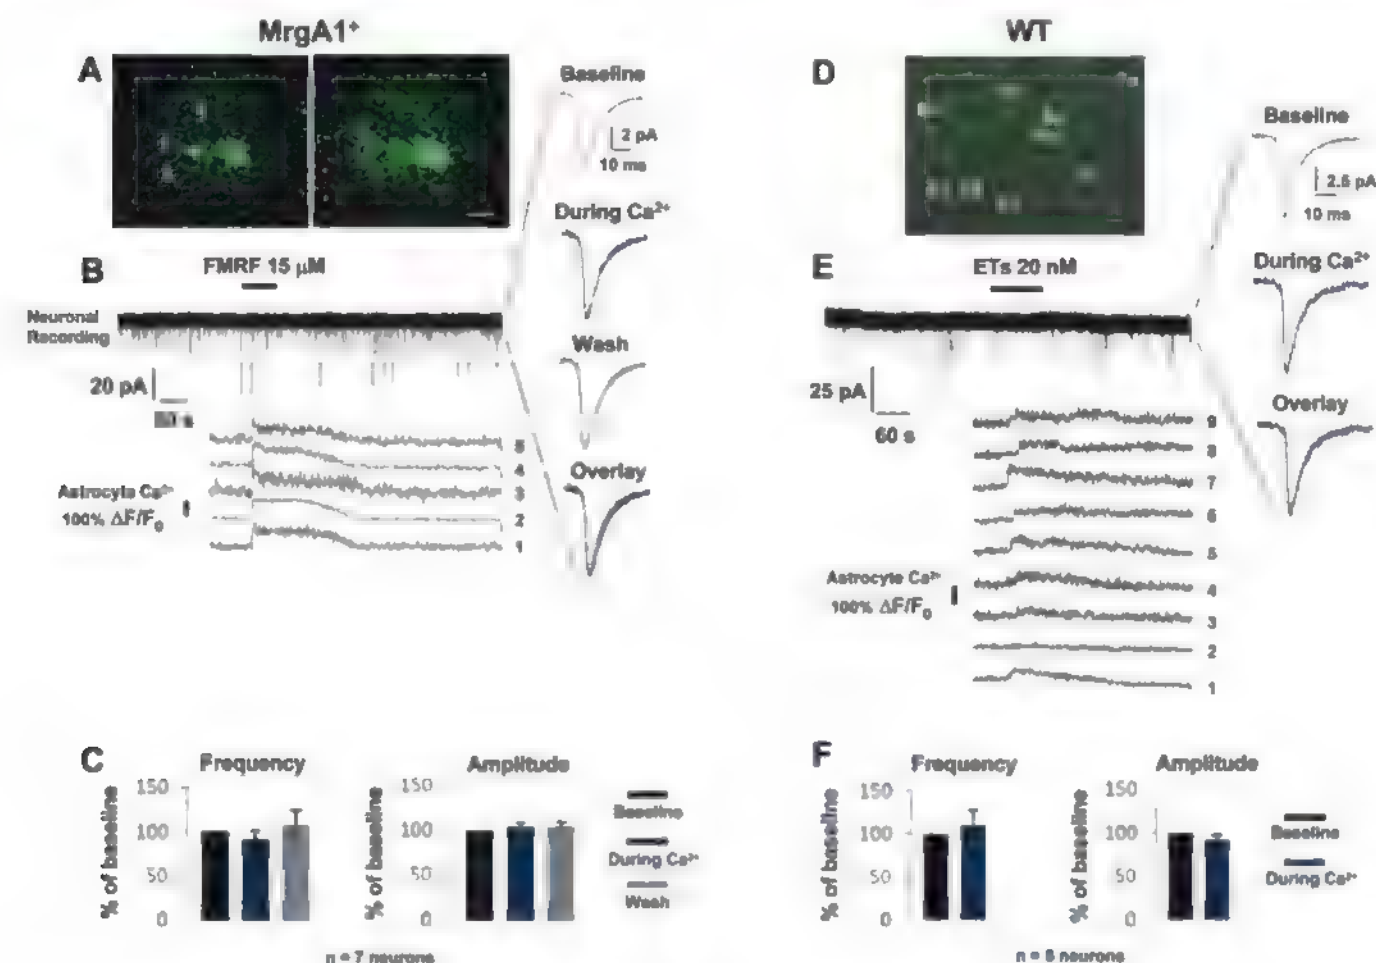 MrgA1⁺
A
Baseline
2 pA
10 ms
During Ca²⁺
B
FMRF 15 µM
Neuronal
Recording
20 pA
Wash
Overlay
5
4
3
2
1
Astrocyte Ca²⁺
100% ΔF/F₀
C
Frequency
Amplitude
% of baseline
150
100
50
0
% of baseline
150
100
50
0
Baseline
During Ca²⁺
Wash
n = 7 neurons
WT
D
Baseline
2.5 pA
10 ms
During Ca²⁺
E
ETs 20 nM
25 pA
60 s
Overlay
9
8
7
6
5
4
3
2
1
Astrocyte Ca²⁺
100% ΔF/F₀
F
Frequency
Amplitude
% of baseline
150
100
50
0
% of baseline
150
100
50
0
Baseline
During Ca²⁺
neurons